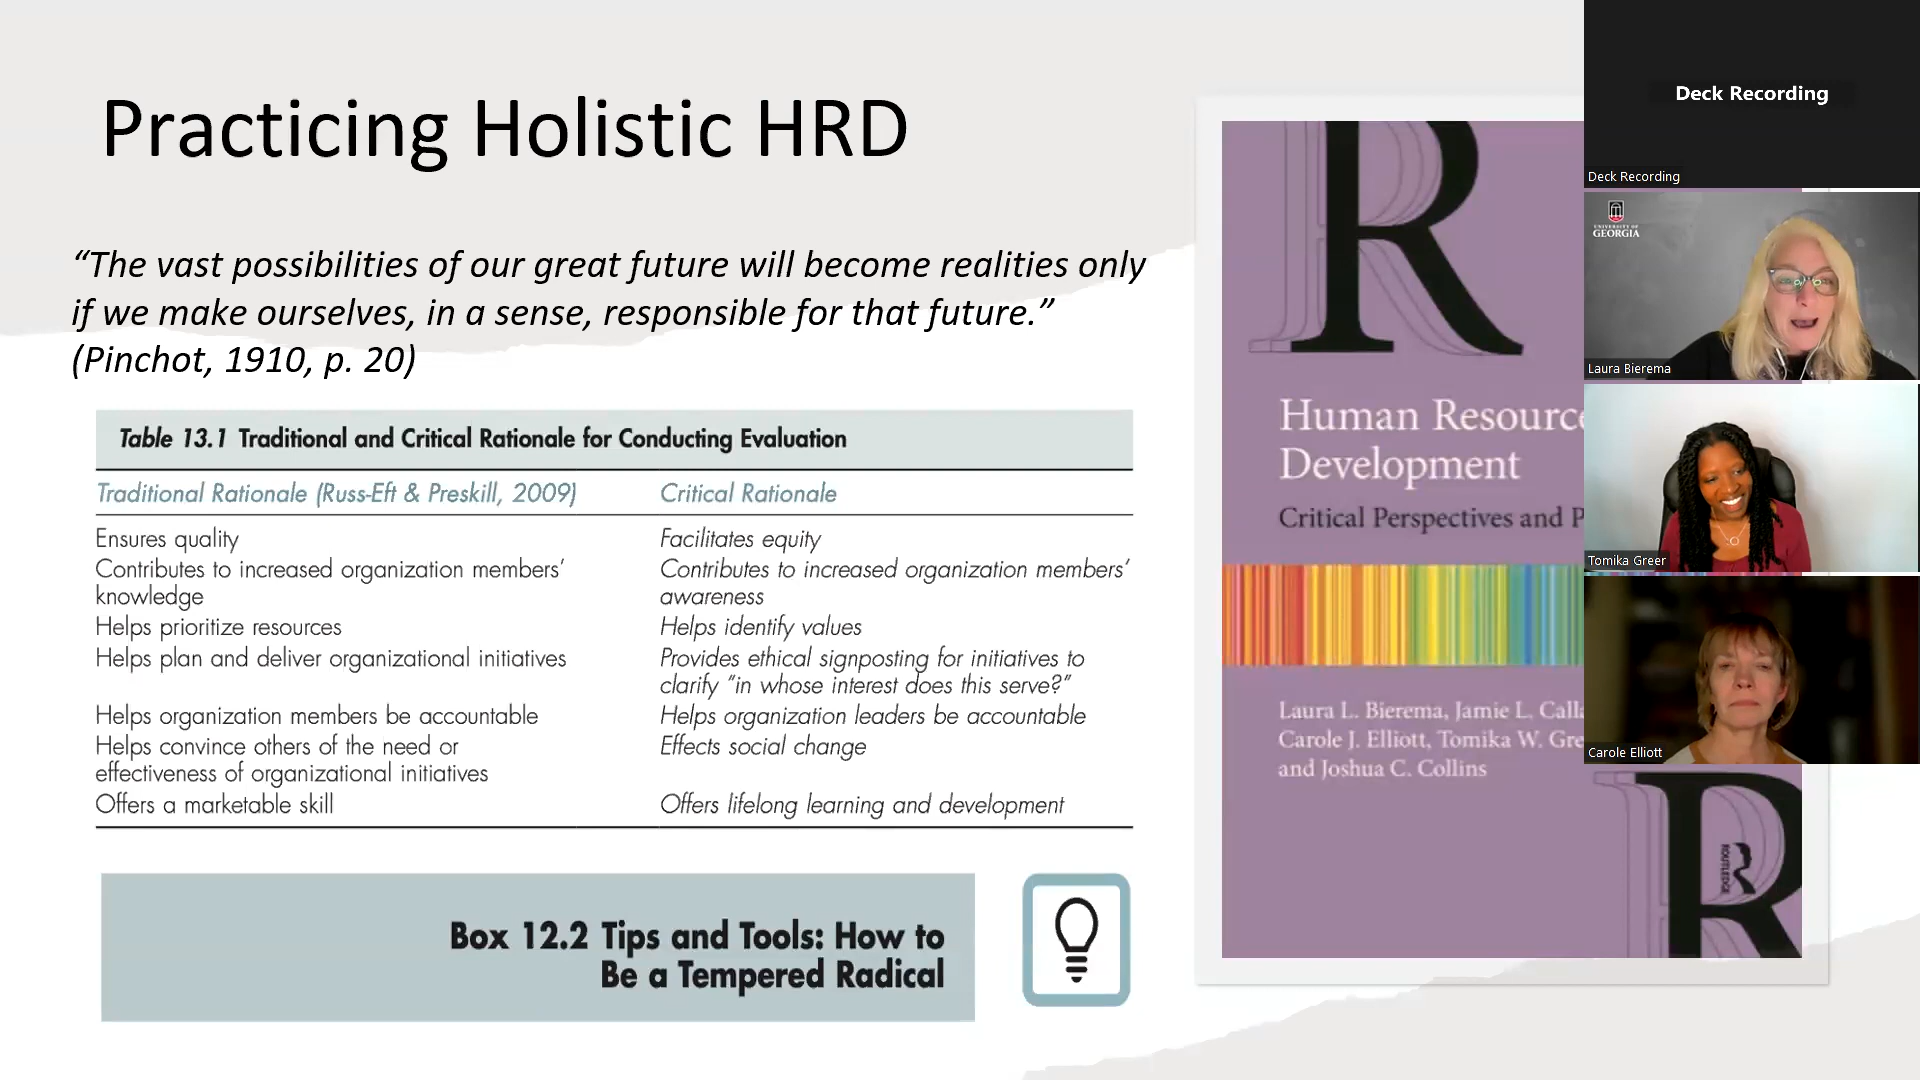 Practicing Holistic HRD
“The vast possibilities of our great future will become realities only
if we make ourselves, in a sense, responsible for that future.”
(Pinchot, 1910, p. 20)
Table 13.1 Traditional and Critical Rationale for Conducting Evaluation
Traditional Rationale (Russ-Eft & Preskill, 2009) Critical Rationale
Ensures quality Facilitates equity
Contributes to increased organization members’ Contributes to increased organization members’
knowledge awareness
Helps prioritize resources Helps identify values
Helps plan and deliver organizational initiatives Provides ethical signposting for initiatives to
clarify “in whose interest does this serve?”
Helps organization members be accountable Helps organization leaders be accountable
Helps convince others of the need or Effects social change
effectiveness of organizational initiatives
Offers a marketable skill Offers lifelong learning and development
Box 12.2 Tips and Tools: How to
Be a Tempered Radical
R
Human Resource
Development
Critical Perspectives and P
Laura L. Bierema, Jamie L. Calla
Carole J. Elliott, Tomika W. Gre
and Joshua C. Collins
R
ROUTLEDGE
Deck Recording
Deck Recording
UNIVERSITY OF
GEORGIA
Laura Bierema
Tomika Greer
Carole Elliott